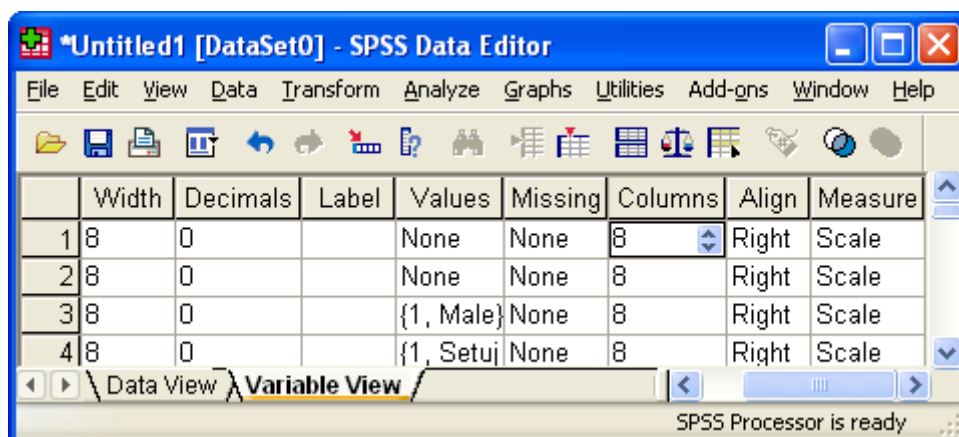 *Untitled1 [DataSet0] - SPSS Data Editor
File Edit View Data Transform Analyze Graphs Utilities Add-ons Window Help
Width Decimals Label Values Missing Columns Align Measure
1 8 0 None None 8 Right Scale
2 8 0 None None 8 Right Scale
3 8 0 {1, Male} None 8 Right Scale
4 8 0 {1, Setuj None 8 Right Scale
Data View Variable View
SPSS Processor is ready